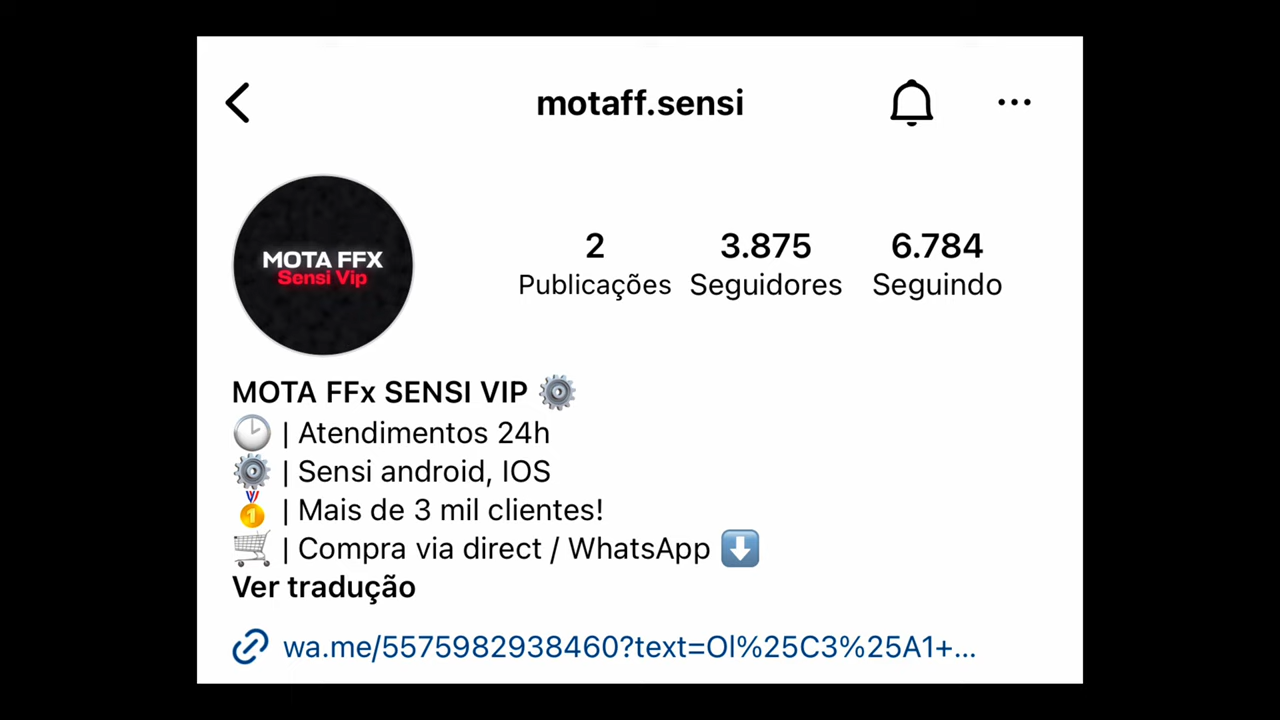 motaff.sensi
MOTA FFX
Sensi Vip
2
Publicações
3.875
Seguidores
6.784
Seguindo
MOTA FFx SENSI VIP ⚙️
🕑 | Atendimentos 24h
⚙️ | Sensi android, IOS
🥇 | Mais de 3 mil clientes!
🛒 | Compra via direct / WhatsApp ⬇️
Ver tradução
wa.me/5575982938460?text=Ol%25C3%25A1+...